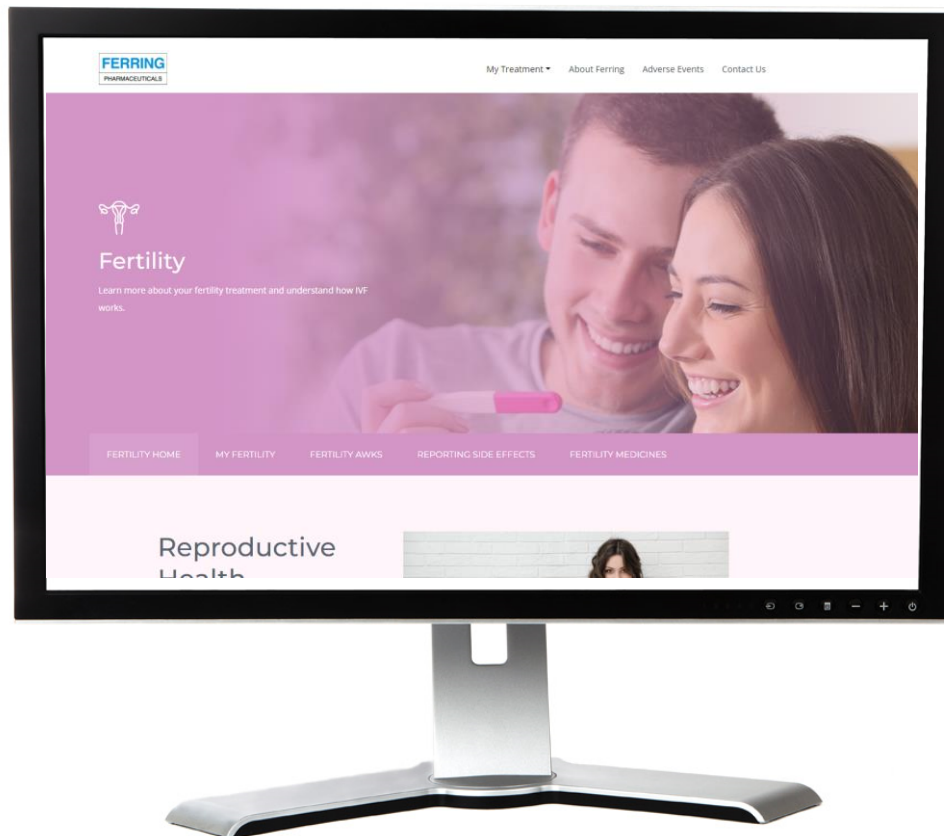 FERRING
PHARMACEUTICALS
My Treatment
About Ferring
Adverse Events
Contact Us
Fertility
Learn more about your fertility treatment and understand how IVF
works.
FERTILITY HOME
MY FERTILITY
FERTILITY AWKS
REPORTING SIDE EFFECTS
FERTILITY MEDICINES
Reproductive
Health